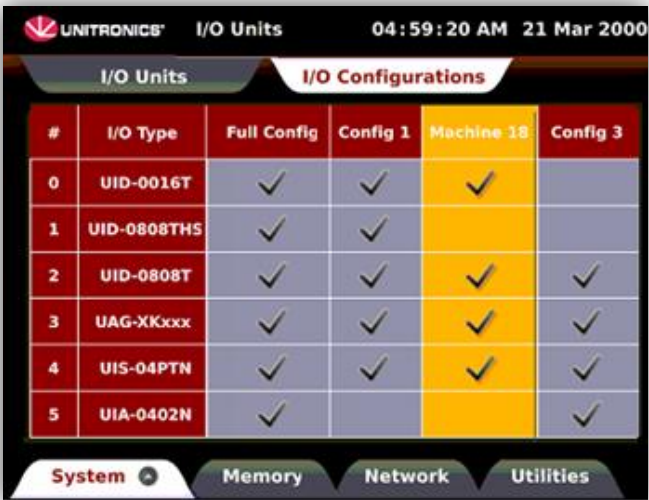 UNITRONICS® I/O Units 04:59:20 AM 21 Mar 2000
I/O Units I/O Configurations
# I/O Type Full Config Config 1 Machine 18 Config 3
0 UID-0016T
1 UID-0808THS
2 UID-0808T
3 UAG-XKxxx
4 UIS-04PTN
5 UIA-0402N
System Memory Network Utilities